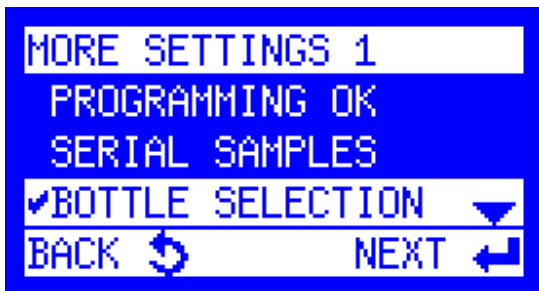 MORE SETTINGS 1
PROGRAMMING OK
SERIAL SAMPLES
✔BOTTLE SELECTION
BACK NEXT